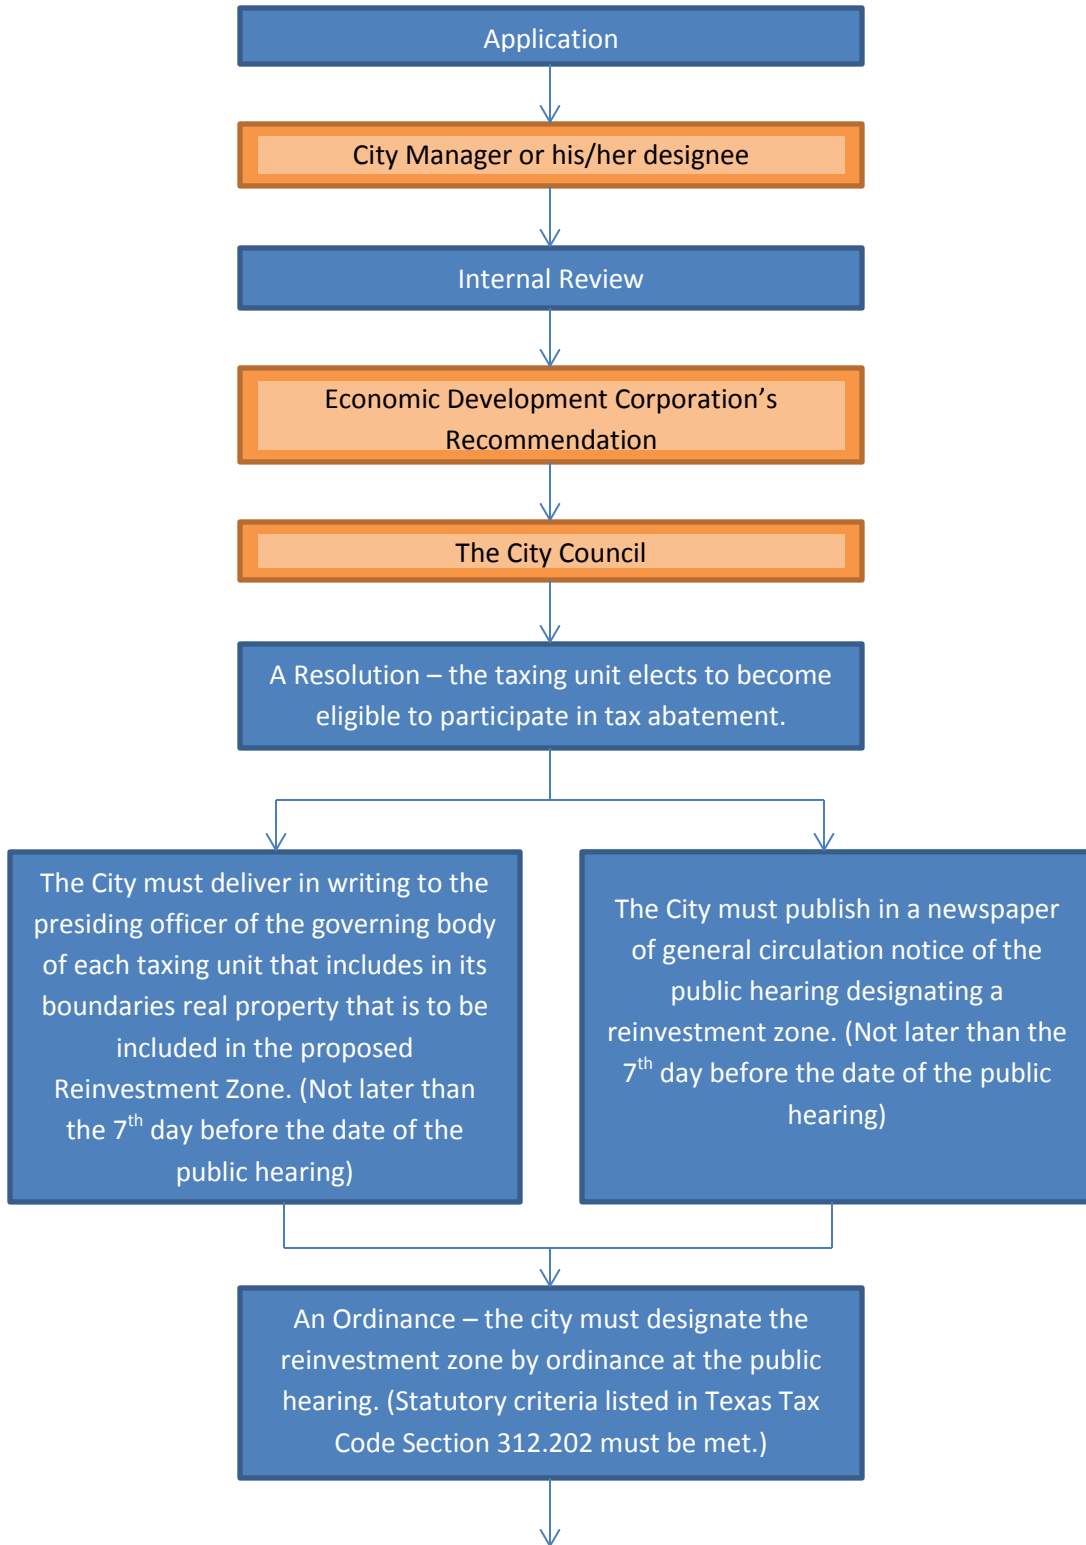 Application
City Manager or his/her designee
Internal Review
Economic Development Corporation’s
Recommendation
The City Council
A Resolution – the taxing unit elects to become
eligible to participate in tax abatement.
The City must deliver in writing to the
presiding officer of the governing body
of each taxing unit that includes in its
boundaries real property that is to be
included in the proposed
Reinvestment Zone. (Not later than
the 7th day before the date of the
public hearing)
The City must publish in a newspaper
of general circulation notice of the
public hearing designating a
reinvestment zone. (Not later than the
7th day before the date of the public
hearing)
An Ordinance – the city must designate the
reinvestment zone by ordinance at the public
hearing. (Statutory criteria listed in Texas Tax
Code Section 312.202 must be met.)